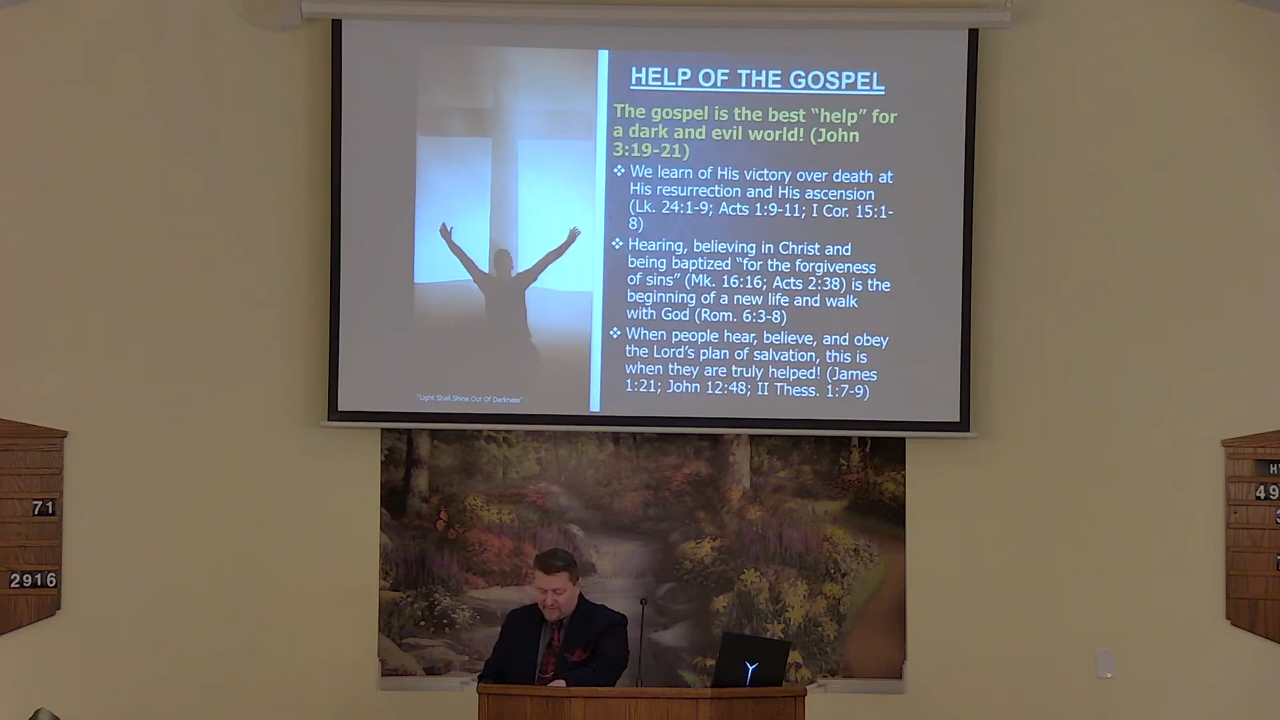 HELP OF THE GOSPEL
The gospel is the best “help” for
a dark and evil world! (John
3:19-21)
❖ We learn of His victory over death at
His resurrection and His ascension
(Lk. 24:1-9; Acts 1:9-11; I Cor. 15:1-
8)
❖ Hearing, believing in Christ and
being baptized “for the forgiveness
of sins” (Mk. 16:16; Acts 2:38) is the
beginning of a new life and walk
with God (Rom. 6:3-8)
❖ When people hear, believe, and obey
the Lord’s plan of salvation, this is
when they are truly helped! (James
1:21; John 12:48; II Thess. 1:7-9)
“Light Shall Shine Out Of Darkness”
71
2916
H
49